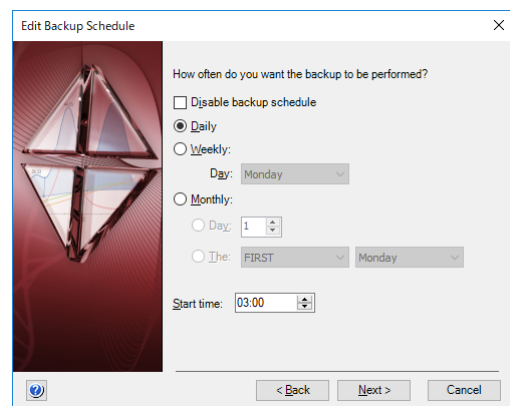 Edit Backup Schedule
How often do you want the backup to be performed?
Disable backup schedule
Daily
Weekly:
Day: Monday
Monthly:
Day: 1
The: FIRST Monday
Start time: 03:00
< Back Next > Cancel